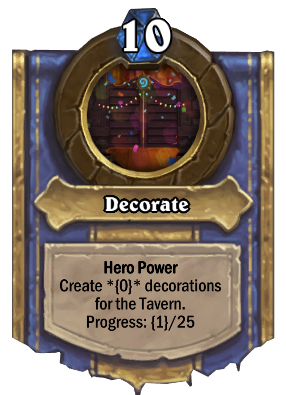 10
Decorate
Hero Power
Create *{0}* decorations
for the Tavern.
Progress: {1}/25